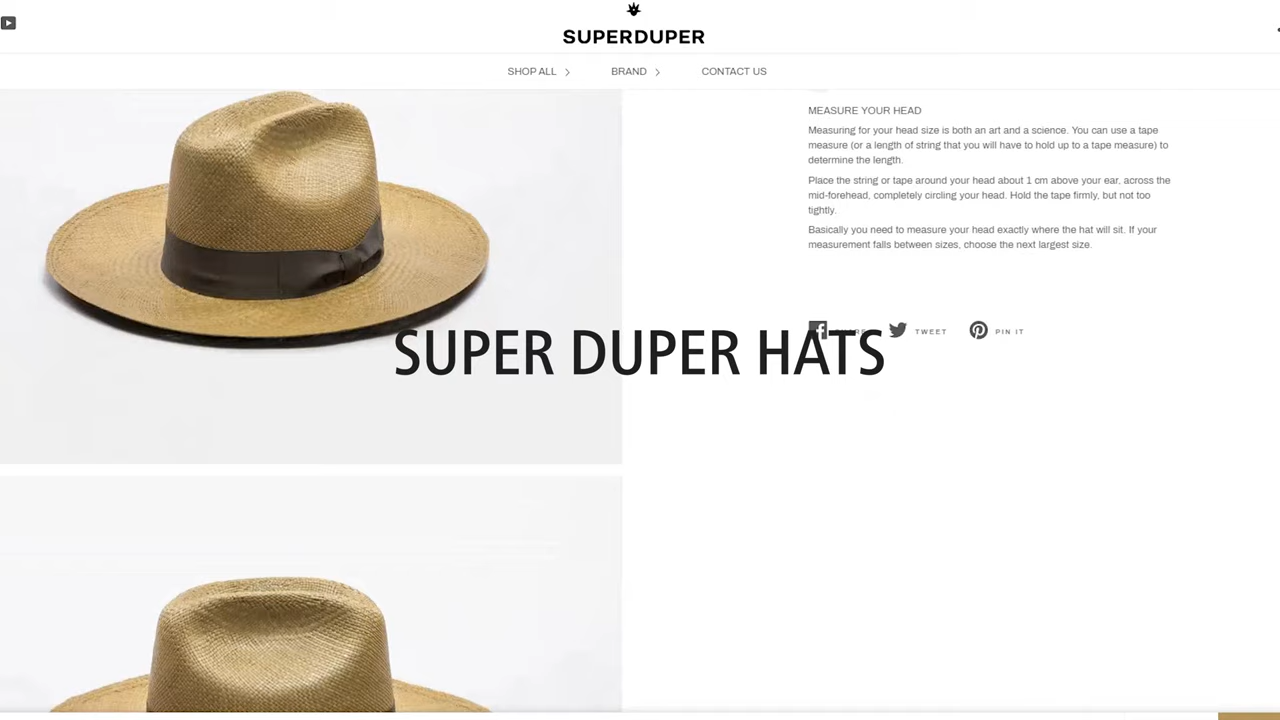 SUPERDUPER
SHOP ALL
BRAND
CONTACT US
MEASURE YOUR HEAD
Measuring for your head size is both an art and a science. You can use a tape
measure (or a length of string that you will have to hold up to a tape measure) to
determine the length.
Place the string or tape around your head about 1 cm above your ear, across the
mid-forehead, completely circling your head. Hold the tape firmly, but not too
tightly.
Basically you need to measure your head exactly where the hat will sit. If your
measurement falls between sizes, choose the next largest size.
TWEET
PIN IT
SUPER DUPER HATS